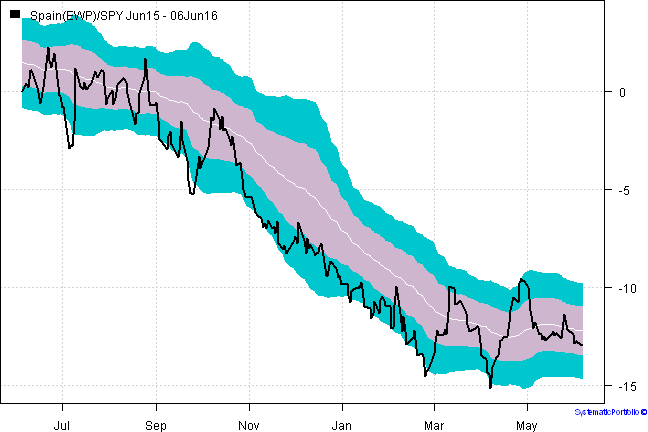 Spain(EWP)/SPY Jun15 - 06Jun16
0
-5
-10
-15
Jul Sep Nov Jan Mar May
SystematicPortfolio ©